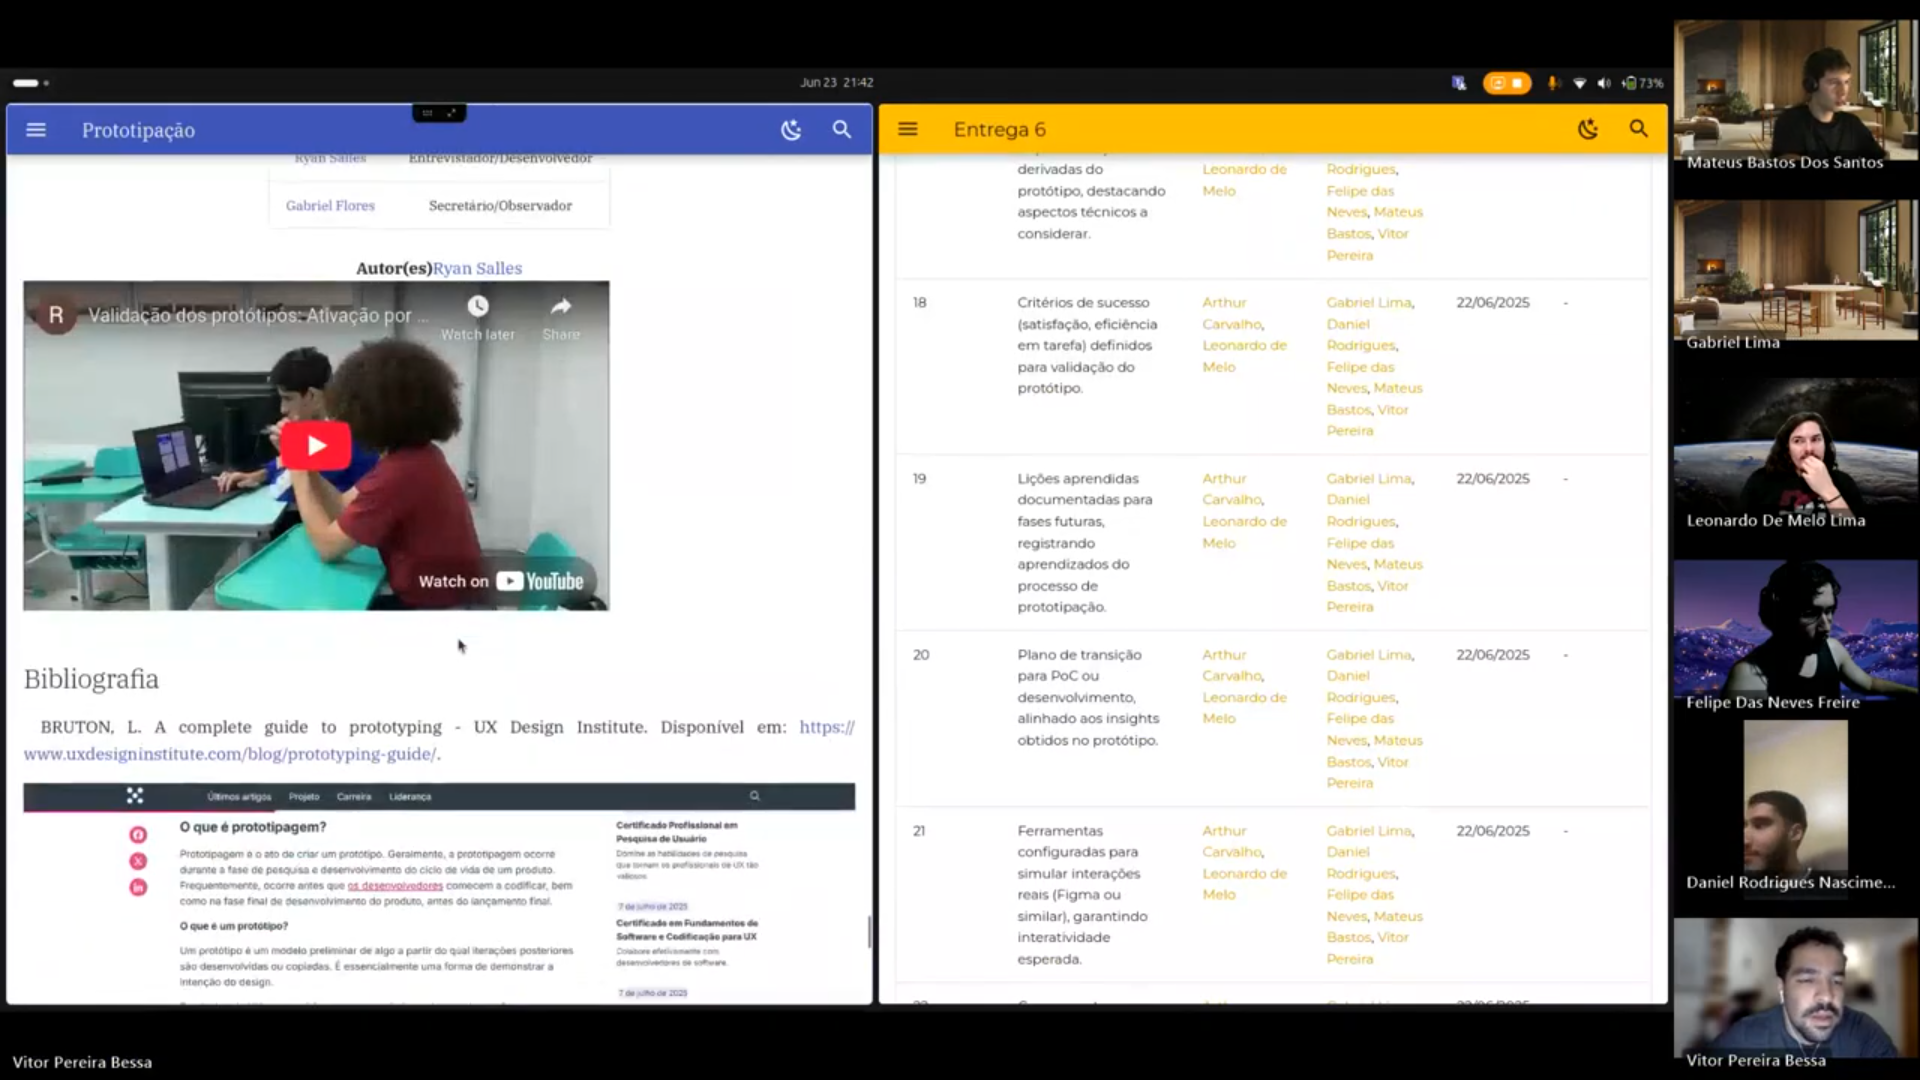 Jun 23 21:42
73%
Prototipação
Ryan Salles Entrevistador/Desenvolvedor
Gabriel Flores Secretário/Observador
Autor(es)Ryan Salles
R Validação dos protótipos: Ativação por ...
Watch later Share
Watch on YouTube
Bibliografia
BRUTON, L. A complete guide to prototyping - UX Design Institute. Disponível em: https://
www.uxdesigninstitute.com/blog/prototyping-guide/.
Últimos artigos Projeto Carreira Liderança
O que é prototipagem?
Prototipagem é o ato de criar um protótipo. Geralmente, a prototipagem ocorre
durante a fase de pesquisa e desenvolvimento do ciclo de vida de um produto.
Frequentemente, ocorre antes que os desenvolvedores comecem a codificar, bem
como na fase final de desenvolvimento do produto, antes do lançamento final.
O que é um protótipo?
Um protótipo é um modelo preliminar de algo a partir do qual iterações posteriores
são desenvolvidas ou copiadas. É essencialmente uma forma de demonstrar a
intenção do design.
Certificado Profissional em
Pesquisa de Usuário
Domine as habilidades de pesquisa
que tornam os profissionais de UX tão
valiosos.
7 de julho de 2025
Certificado em Fundamentos de
Software e Codificação para UX
Colabore efetivamente com
desenvolvedores de software.
7 de julho de 2025
Entrega 6
derivadas do
protótipo, destacando
aspectos técnicos a
considerar.
Leonardo de
Melo
Rodrigues,
Felipe das
Neves, Mateus
Bastos, Vitor
Pereira
18
Critérios de sucesso
(satisfação, eficiência
em tarefa) definidos
para validação do
protótipo.
Arthur
Carvalho,
Leonardo de
Melo
Gabriel Lima,
Daniel
Rodrigues,
Felipe das
Neves, Mateus
Bastos, Vitor
Pereira
22/06/2025 -
19
Lições aprendidas
documentadas para
fases futuras,
registrando
aprendizados do
processo de
prototipação.
Arthur
Carvalho,
Leonardo de
Melo
Gabriel Lima,
Daniel
Rodrigues,
Felipe das
Neves, Mateus
Bastos, Vitor
Pereira
22/06/2025 -
20
Plano de transição
para PoC ou
desenvolvimento,
alinhado aos insights
obtidos no protótipo.
Arthur
Carvalho,
Leonardo de
Melo
Gabriel Lima,
Daniel
Rodrigues,
Felipe das
Neves, Mateus
Bastos, Vitor
Pereira
22/06/2025 -
21
Ferramentas
configuradas para
simular interações
reais (Figma ou
similar), garantindo
interatividade
esperada.
Arthur
Carvalho,
Leonardo de
Melo
Gabriel Lima,
Daniel
Rodrigues,
Felipe das
Neves, Mateus
Bastos, Vitor
Pereira
22/06/2025 -
Mateus Bastos Dos Santos
Gabriel Lima
Leonardo De Melo Lima
Felipe Das Neves Freire
Daniel Rodrigues Nascime...
Vitor Pereira Bessa
Vitor Pereira Bessa